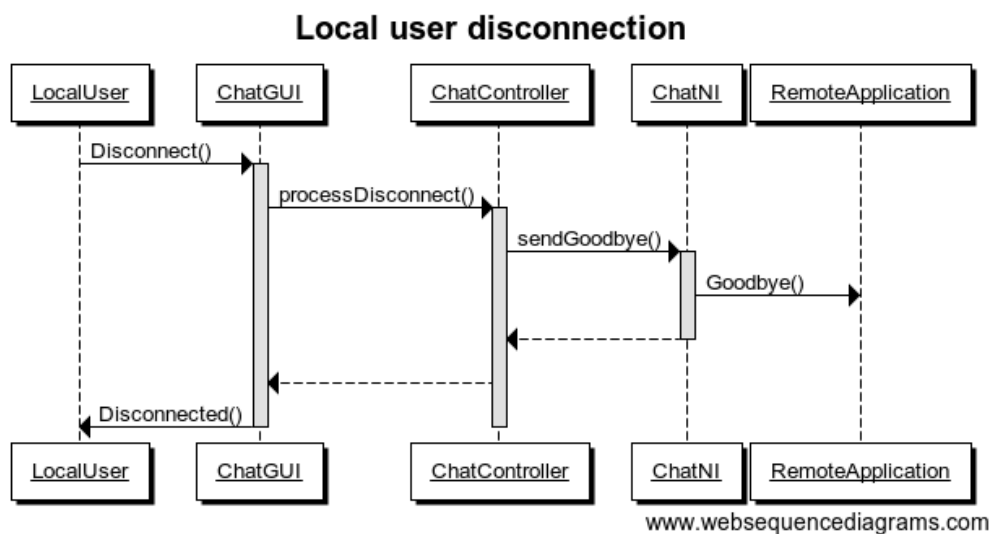 Local user disconnection
LocalUser
ChatGUI
ChatController
ChatNI
RemoteApplication
Disconnect()
processDisconnect()
sendGoodbye()
Goodbye()
Disconnected()
LocalUser
ChatGUI
ChatController
ChatNI
RemoteApplication
www.websequencediagrams.com